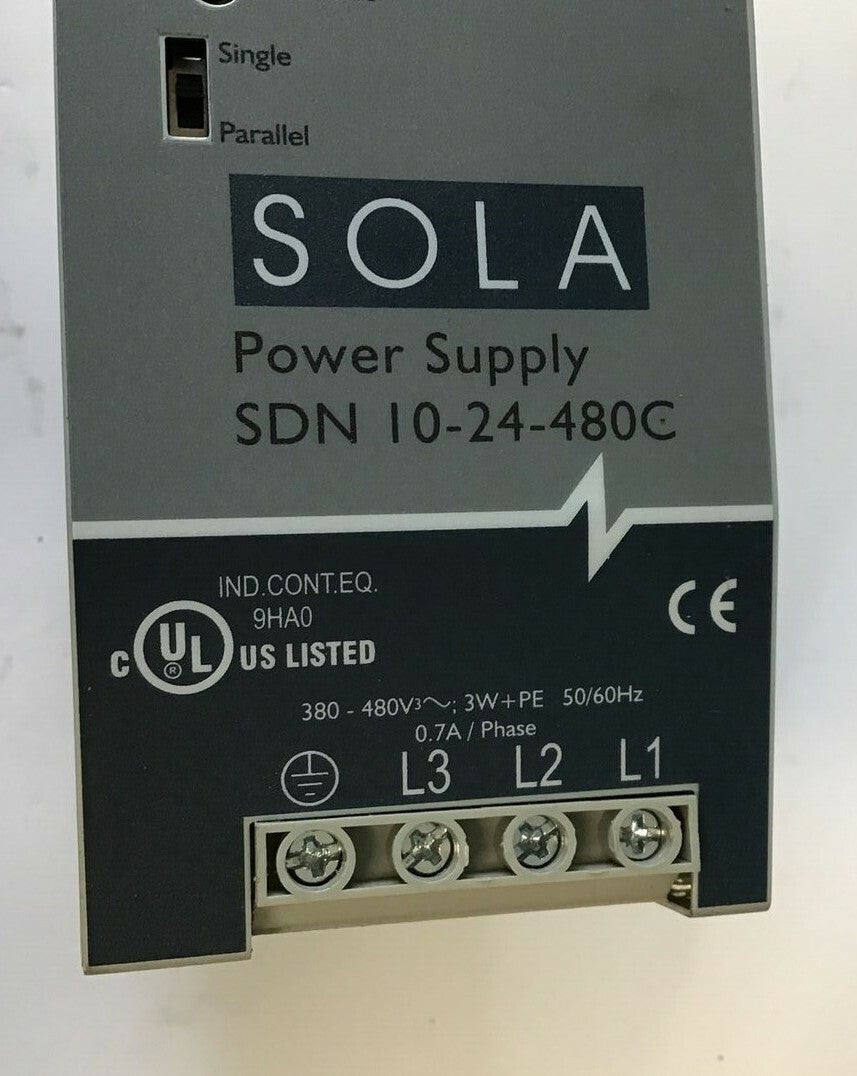 Single
Parallel
SOLA
Power Supply
SDN 10-24-480C
IND.CONT.EQ.
9HA0
C UL ® US LISTED
CE
380 - 480V3~; 3W+PE 50/60Hz
0.7A / Phase
L3 L2 L1